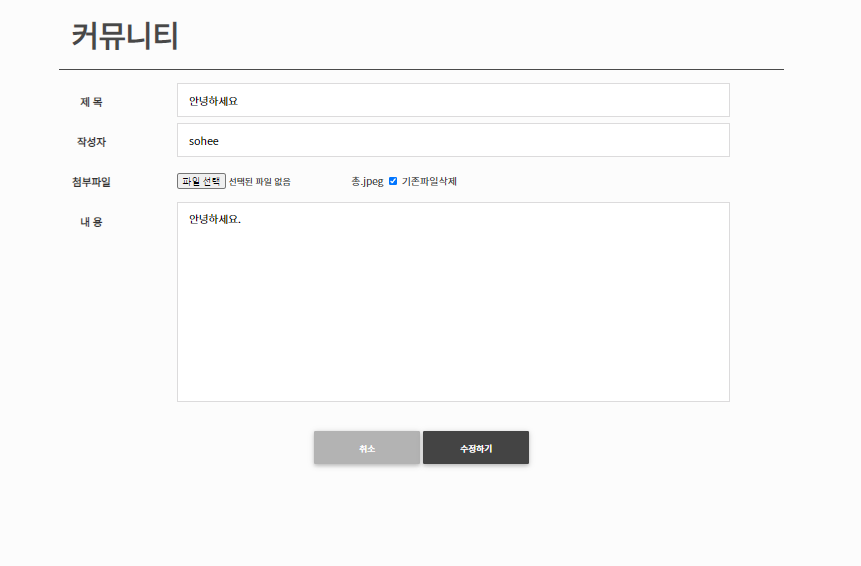 커뮤니티
제 목 안녕하세요
작성자 sohee
첨부파일 파일 선택 선택된 파일 없음 총.jpeg 기존파일삭제
내 용 안녕하세요.
취소 수정하기